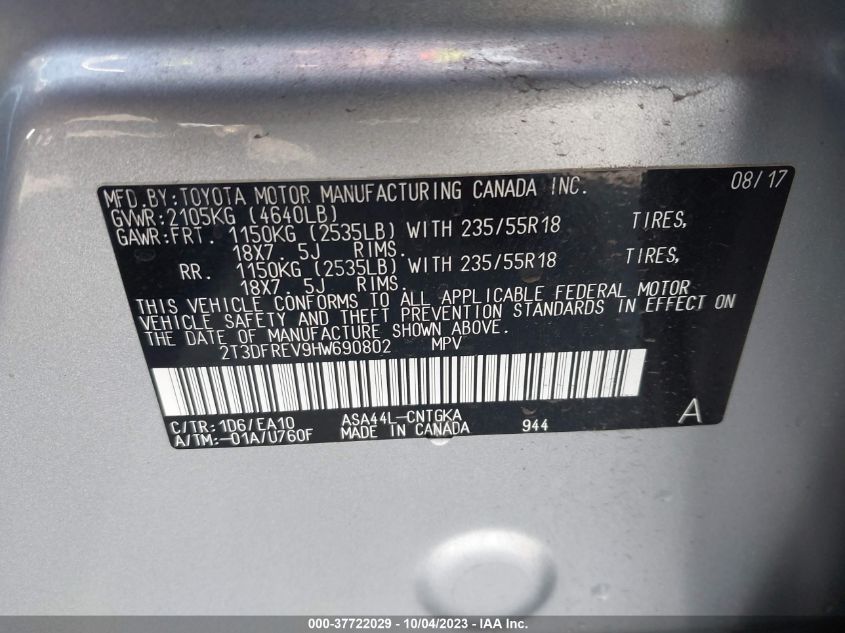 MFD.BY:TOYOTA MOTOR MANUFACTURING CANADA INC. 08/17
GVWR:2105KG (4640LB)
GAWR:FRT. 1150KG (2535LB) WITH 235/55R18 TIRES,
18X7. 5J RIMS.
RR. 1150KG (2535LB) WITH 235/55R18 TIRES,
18X7. 5J RIMS.
THIS VEHICLE CONFORMS TO ALL APPLICABLE FEDERAL MOTOR
VEHICLE SAFETY AND THEFT PREVENTION STANDARDS IN EFFECT ON
THE DATE OF MANUFACTURE SHOWN ABOVE.
2T3DFREV9HW690802 MPV
C/TR:1D6/EA10 ASA44L-CNTGKA A
A/TM:-01A/U760F MADE IN CANADA 944
000-37722029 - 10/04/2023 - IAA Inc.